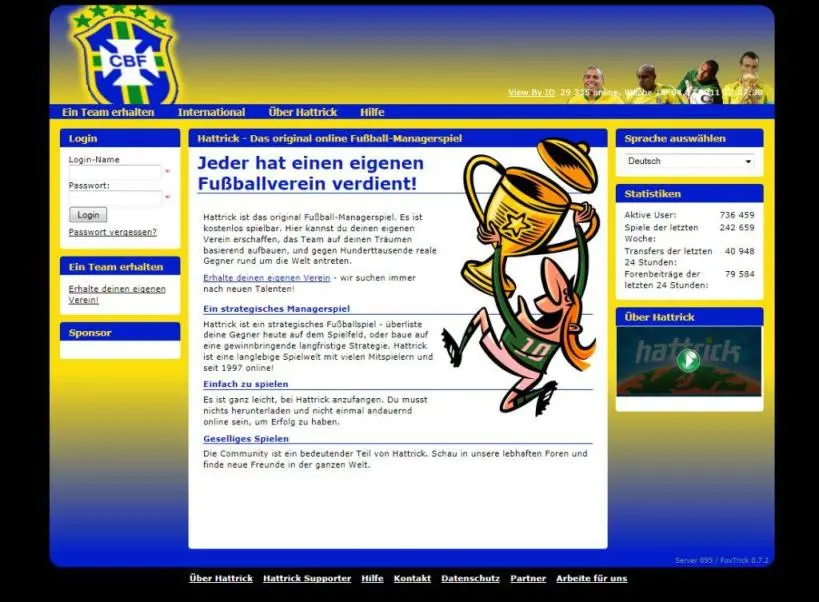 CBF
View By ID 29 335 online, Woche
Ein Team erhalten International Über Hattrick Hilfe
Login
Login-Name
*
Passwort:
*
Login
Passwort vergessen?
Ein Team erhalten
Erhalte deinen eigenen
Verein!
Sponsor
Hattrick - Das original online Fußball-Managerspiel
Jeder hat einen eigenen
Fußballverein verdient!
Hattrick ist das original Fußball-Managerspiel. Es ist
kostenlos spielbar. Hier kannst du deinen eigenen
Verein erschaffen, das Team auf deinen Träumen
basierend aufbauen, und gegen Hunderttausende reale
Gegner rund um die Welt antreten.
Erhalte deinen eigenen Verein - wir suchen immer
nach neuen Talenten!
Ein strategisches Managerspiel
Hattrick ist ein strategisches Fußballspiel - überliste
deine Gegner heute auf dem Spielfeld, oder baue auf
eine gewinnbringende langfristige Strategie. Hattrick
ist eine langlebige Spielwelt mit vielen Mitspielern und
seit 1997 online!
Einfach zu spielen
Es ist ganz leicht, bei Hattrick anzufangen. Du musst
nichts herunterladen und nicht einmal andauernd
online sein, um Erfolg zu haben.
Geselliges Spielen
Die Community ist ein bedeutender Teil von Hattrick. Schau in unsere lebhaften Foren und
finde neue Freunde in der ganzen Welt.
10
Sprache auswählen
Deutsch
Statistiken
Aktive User: 736 459
Spiele der letzten 242 659
Woche:
Transfers der letzten 40 948
24 Stunden:
Forenbeiträge der 79 584
letzten 24 Stunden:
Über Hattrick
hattrick
Server 095 / FoxTrick 0.7.2
Über Hattrick Hattrick Supporter Hilfe Kontakt Datenschutz Partner Arbeite für uns